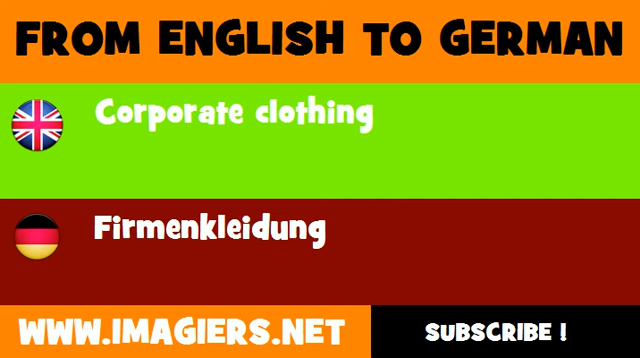 FROM ENGLISH TO GERMAN
Corporate clothing
Firmenkleidung
WWW.IMAGIERS.NET
SUBSCRIBE !